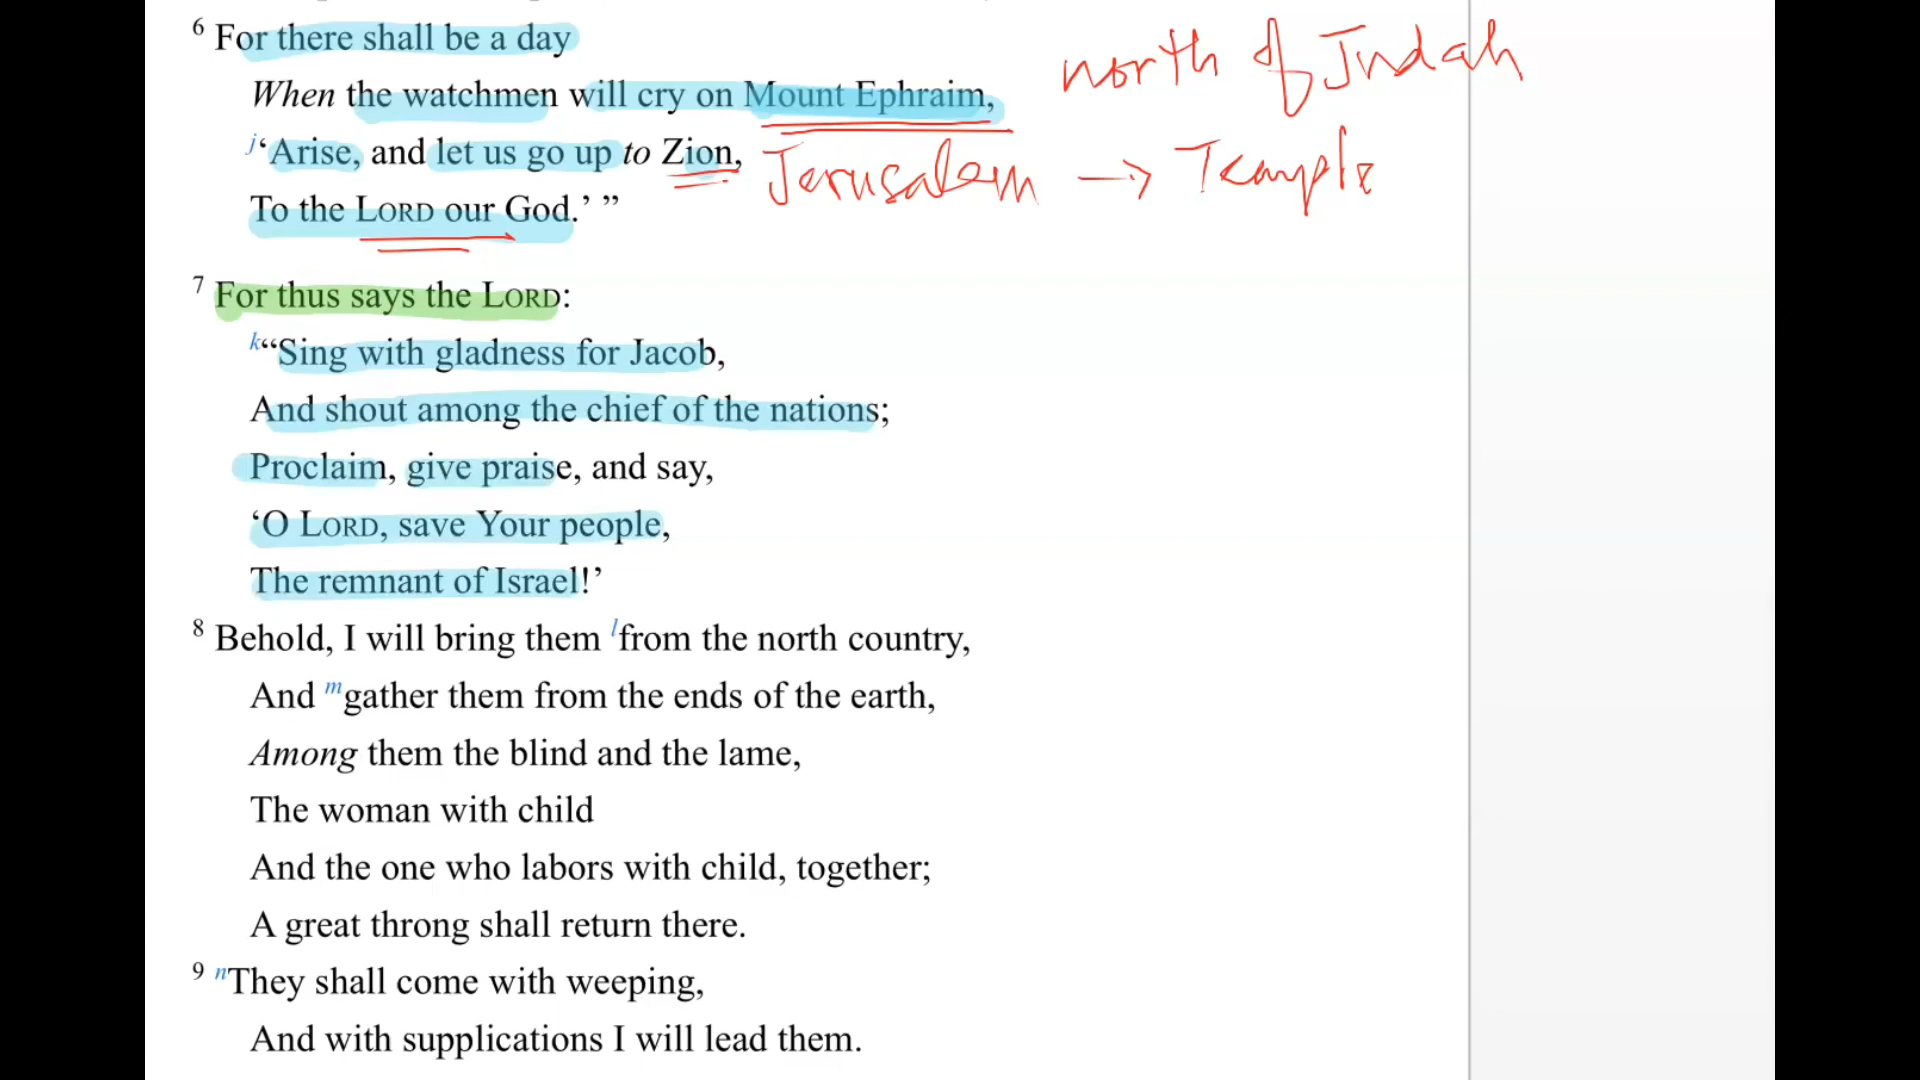 6 For there shall be a day
When the watchmen will cry on Mount Ephraim, north of Judah
j‘Arise, and let us go up to Zion, Jerusalem → Temple
To the LORD our God.’ ”
7 For thus says the LORD:
k“Sing with gladness for Jacob,
And shout among the chief of the nations;
Proclaim, give praise, and say,
‘O LORD, save Your people,
The remnant of Israel!’
8 Behold, I will bring them lfrom the north country,
And mgather them from the ends of the earth,
Among them the blind and the lame,
The woman with child
And the one who labors with child, together;
A great throng shall return there.
9 nThey shall come with weeping,
And with supplications I will lead them.